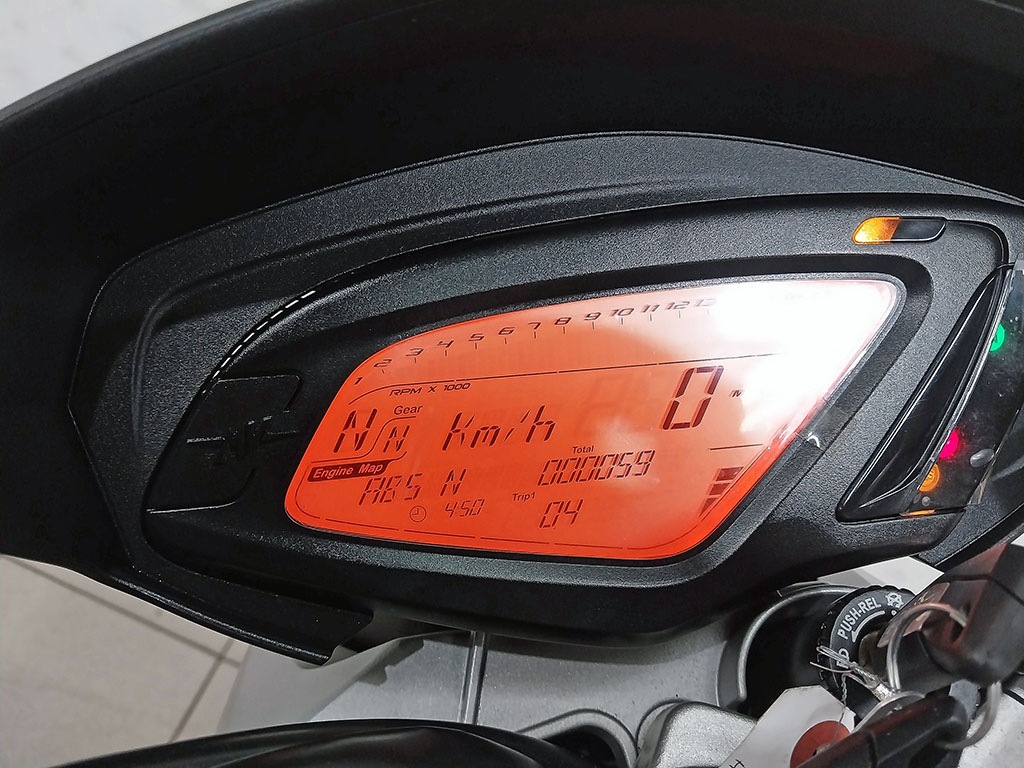 1 2 3 4 5 6 7 8 9 10 11 12 13
RPM X 1000
Gear
N N Km/h 0
Engine Map
Total
ABS N 000059
Trip1
4:50 04
PUSH-REL